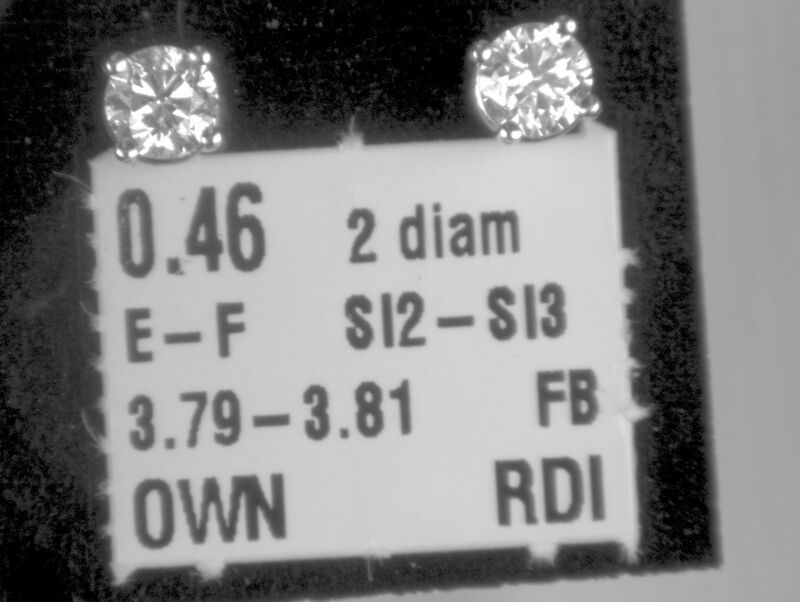 0.46 2 diam
E-F SI2-SI3
3.79-3.81 FB
OWN RDI